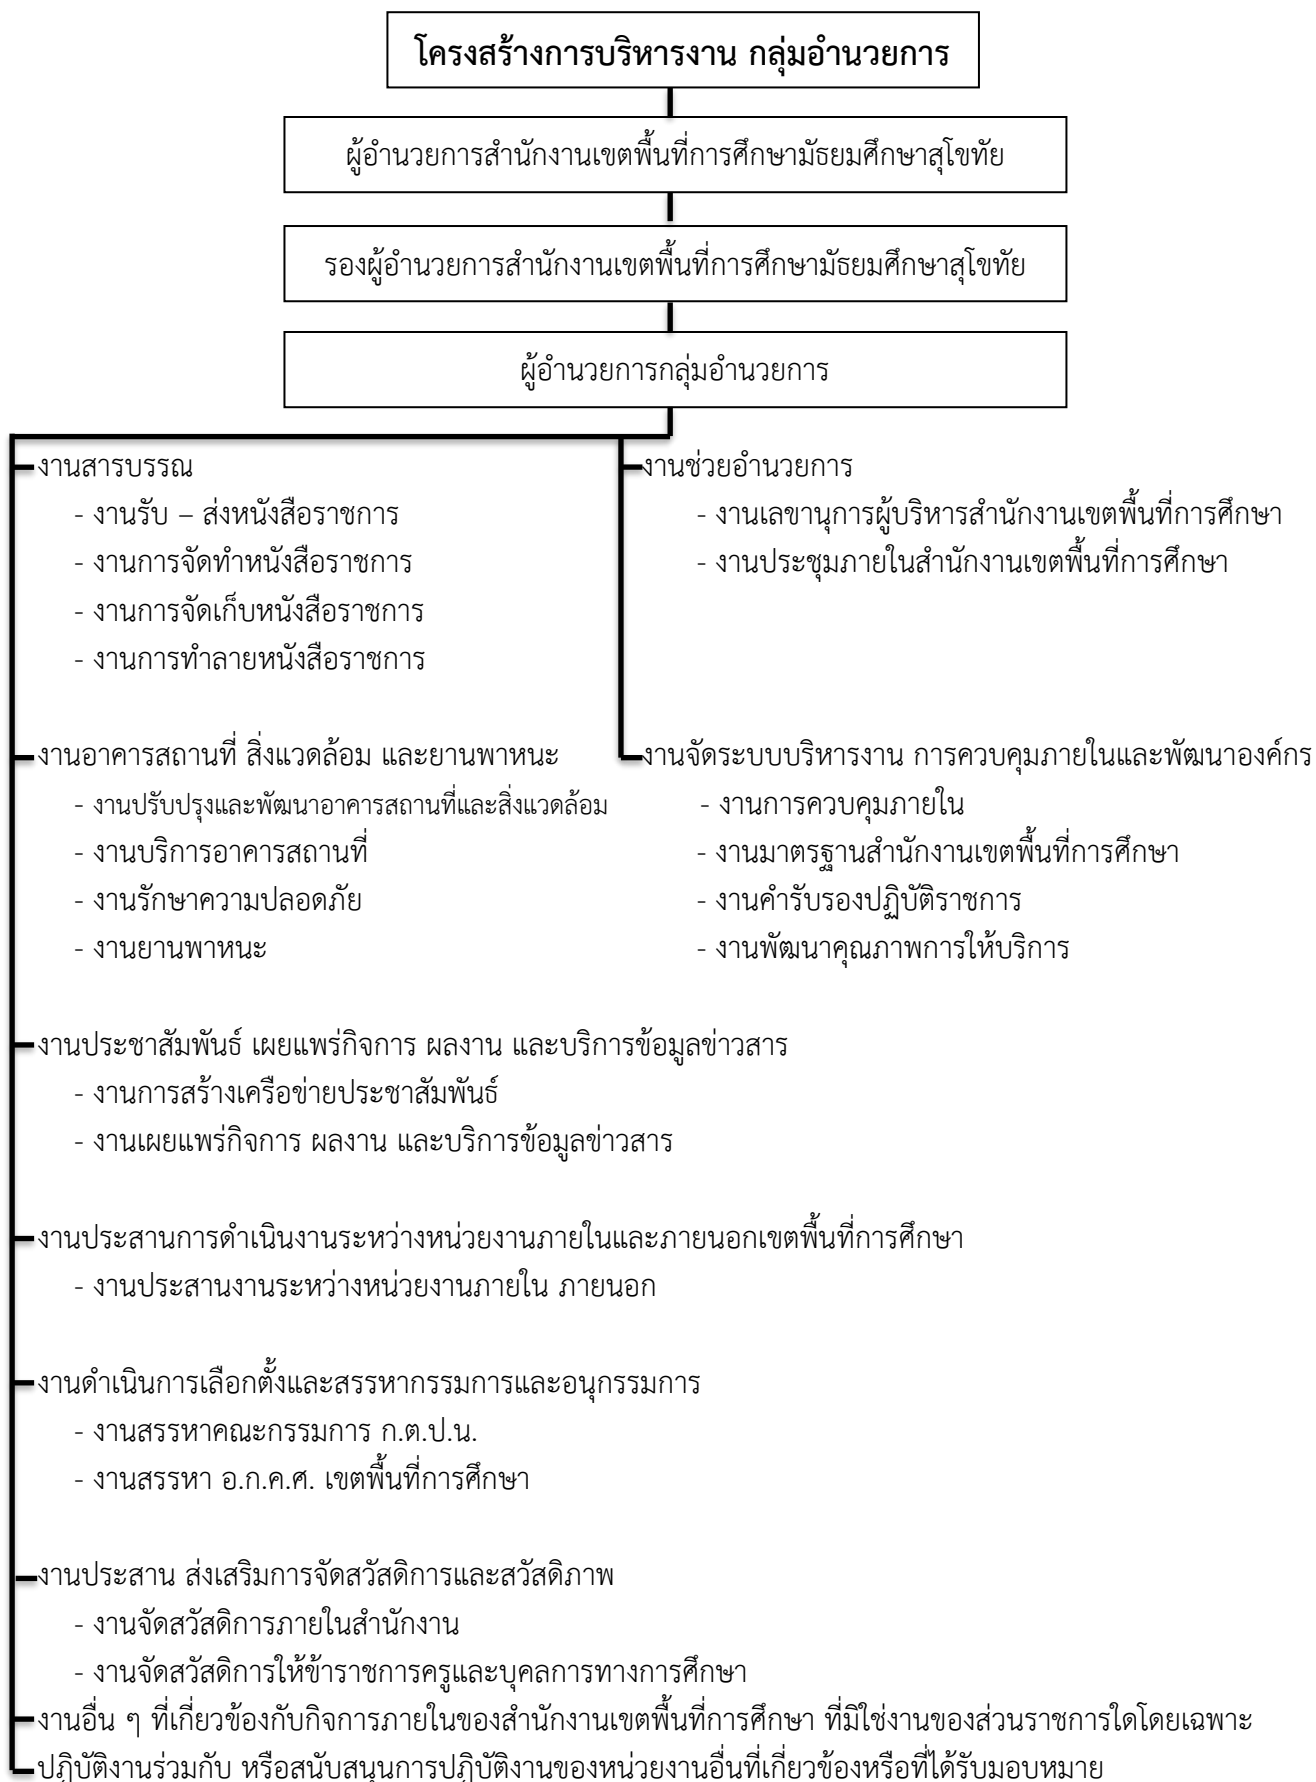 โครงสร้างการบริหารงาน กลุ่มอำนวยการ
ผู้อำนวยการสำนักงานเขตพื้นที่การศึกษามัธยมศึกษาสุโขทัย
รองผู้อำนวยการสำนักงานเขตพื้นที่การศึกษามัธยมศึกษาสุโขทัย
ผู้อำนวยการกลุ่มอำนวยการ
งานสารบรรณ
- งานรับ – ส่งหนังสือราชการ
- งานการจัดทำหนังสือราชการ
- งานการจัดเก็บหนังสือราชการ
- งานการทำลายหนังสือราชการ
งานช่วยอำนวยการ
- งานเลขานุการผู้บริหารสำนักงานเขตพื้นที่การศึกษา
- งานประชุมภายในสำนักงานเขตพื้นที่การศึกษา
งานอาคารสถานที่ สิ่งแวดล้อม และยานพาหนะ
- งานปรับปรุงและพัฒนาอาคารสถานที่และสิ่งแวดล้อม
- งานบริการอาคารสถานที่
- งานรักษาความปลอดภัย
- งานยานพาหนะ
งานจัดระบบบริหารงาน การควบคุมภายในและพัฒนาองค์กร
- งานการควบคุมภายใน
- งานมาตรฐานสำนักงานเขตพื้นที่การศึกษา
- งานคำรับรองปฏิบัติราชการ
- งานพัฒนาคุณภาพการให้บริการ
งานประชาสัมพันธ์ เผยแพร่กิจการ ผลงาน และบริการข้อมูลข่าวสาร
- งานการสร้างเครือข่ายประชาสัมพันธ์
- งานเผยแพร่กิจการ ผลงาน และบริการข้อมูลข่าวสาร
งานประสานการดำเนินงานระหว่างหน่วยงานภายในและภายนอกเขตพื้นที่การศึกษา
- งานประสานงานระหว่างหน่วยงานภายใน ภายนอก
งานดำเนินการเลือกตั้งและสรรหากรรมการและอนุกรรมการ
- งานสรรหาคณะกรรมการ ก.ต.ป.น.
- งานสรรหา อ.ก.ค.ศ. เขตพื้นที่การศึกษา
งานประสาน ส่งเสริมการจัดสวัสดิการและสวัสดิภาพ
- งานจัดสวัสดิการภายในสำนักงาน
- งานจัดสวัสดิการให้ข้าราชการครูและบุคลการทางการศึกษา
งานอื่น ๆ ที่เกี่ยวข้องกับกิจการภายในของสำนักงานเขตพื้นที่การศึกษา ที่มิใช่งานของส่วนราชการใดโดยเฉพาะ
ปฏิบัติงานร่วมกับ หรือสนับสนุนการปฏิบัติงานของหน่วยงานอื่นที่เกี่ยวข้องหรือที่ได้รับมอบหมาย